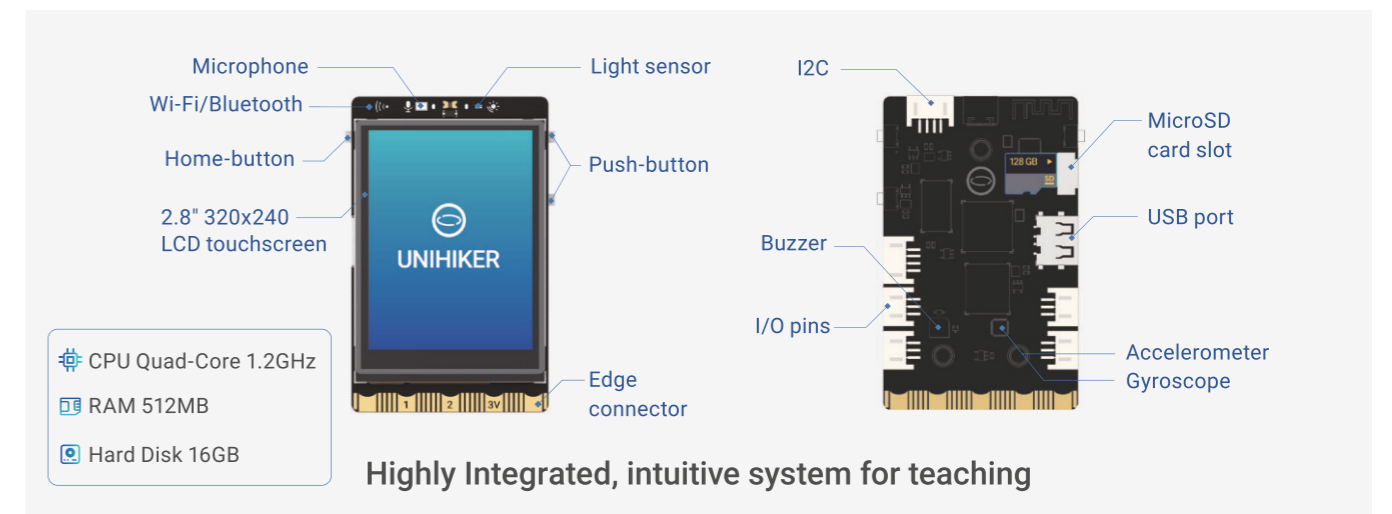 Microphone
Light sensor
Wi-Fi/Bluetooth
Home-button
Push-button
2.8" 320x240
LCD touchscreen
UNIHIKER
Edge
connector
1 2 3V
I2C
MicroSD
card slot
128 GB
USB port
Buzzer
I/O pins
Accelerometer
Gyroscope
CPU Quad-Core 1.2GHz
RAM 512MB
Hard Disk 16GB
Highly Integrated, intuitive system for teaching